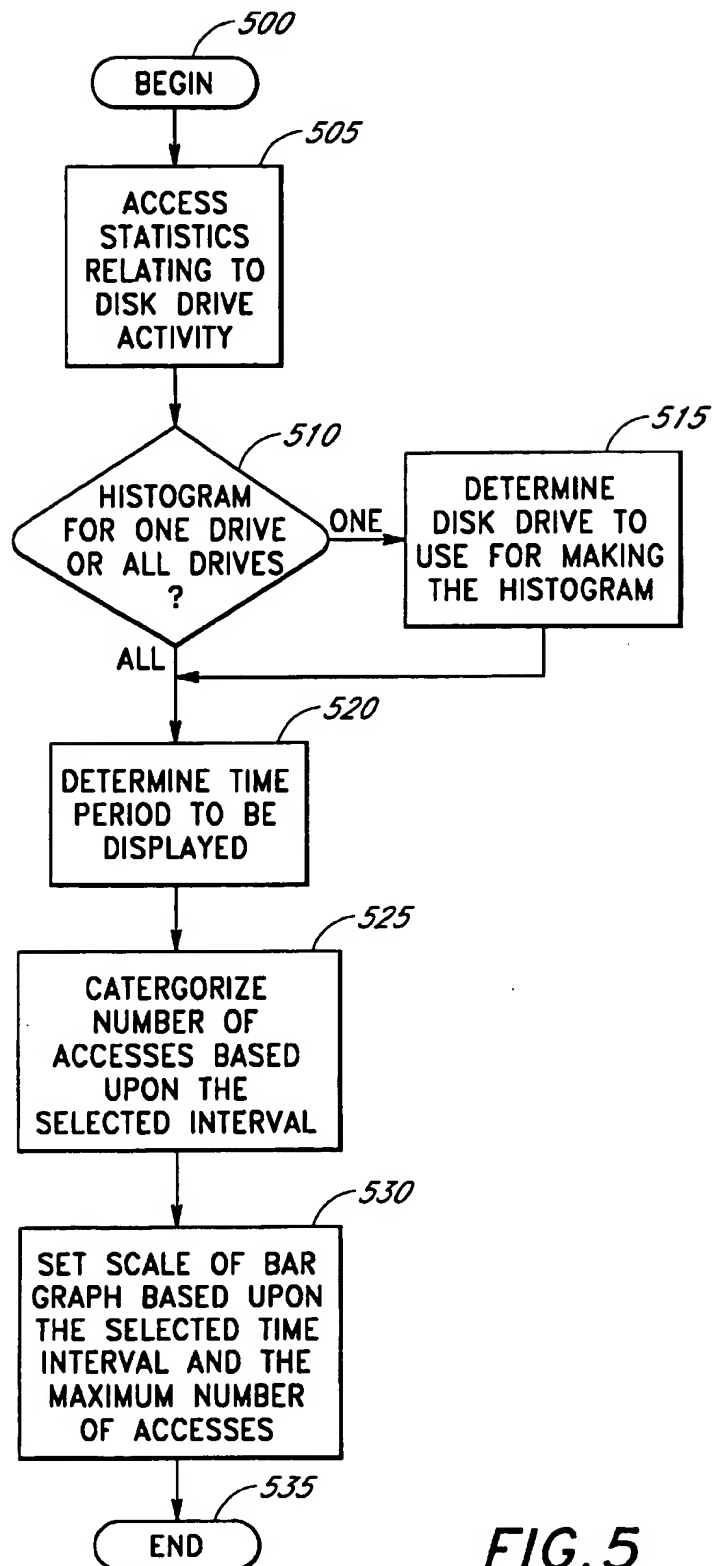 500
BEGIN
505
ACCESS
STATISTICS
RELATING TO
DISK DRIVE
ACTIVITY
510
HISTOGRAM
FOR ONE DRIVE
OR ALL DRIVES
?
ONE
515
DETERMINE
DISK DRIVE TO
USE FOR MAKING
THE HISTOGRAM
ALL
520
DETERMINE TIME
PERIOD TO BE
DISPLAYED
525
CATERGORIZE
NUMBER OF
ACCESSES BASED
UPON THE
SELECTED INTERVAL
530
SET SCALE OF BAR
GRAPH BASED UPON
THE SELECTED TIME
INTERVAL AND THE
MAXIMUM NUMBER
OF ACCESSES
535
END
FIG. 5